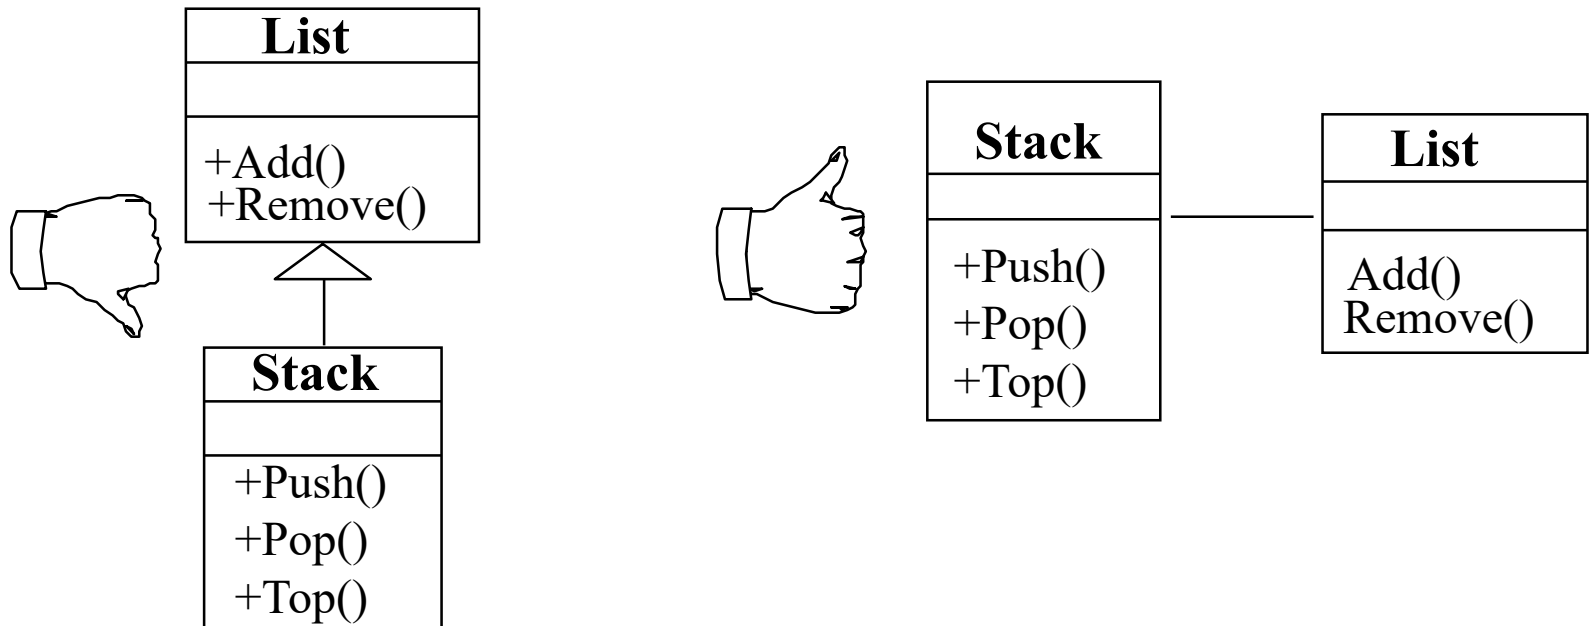 List
+Add()
+Remove()
Stack
+Push()
+Pop()
+Top()
Stack
+Push()
+Pop()
+Top()
List
Add()
Remove()